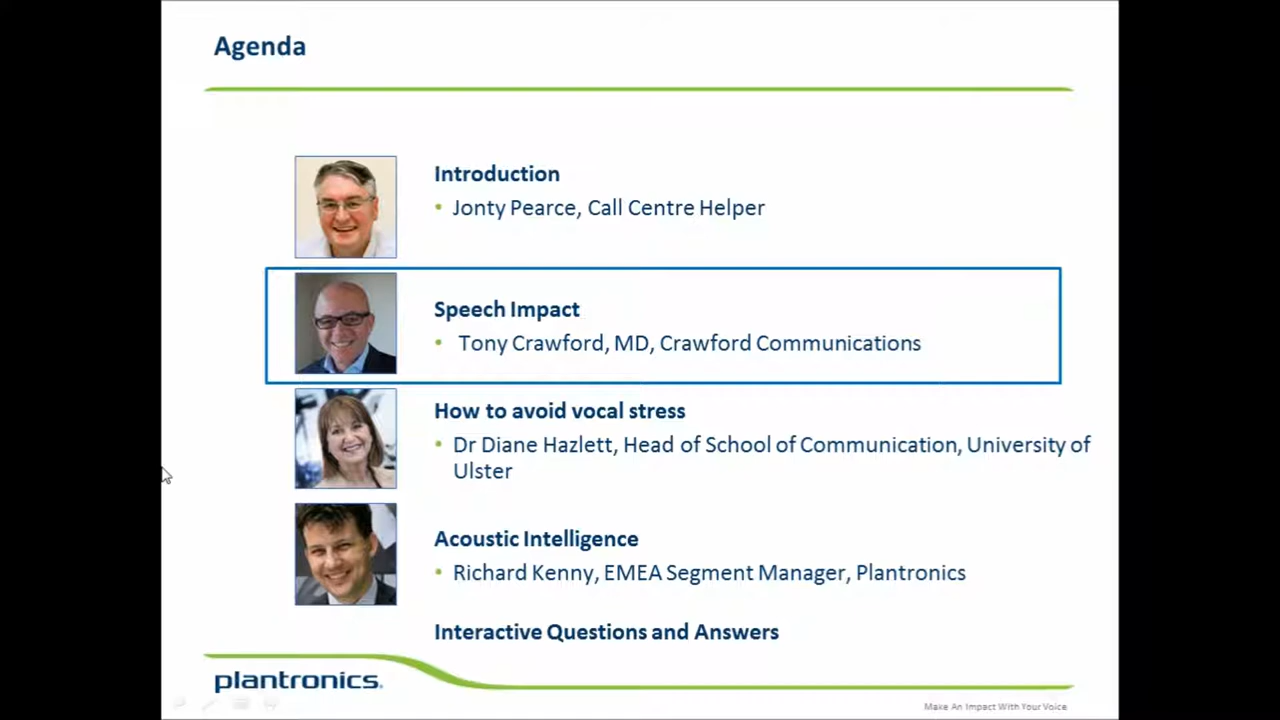 Agenda
Introduction
• Jonty Pearce, Call Centre Helper
Speech Impact
• Tony Crawford, MD, Crawford Communications
How to avoid vocal stress
• Dr Diane Hazlett, Head of School of Communication, University of
Ulster
Acoustic Intelligence
• Richard Kenny, EMEA Segment Manager, Plantronics
Interactive Questions and Answers
plantronics®
Make An Impact With Your Voice